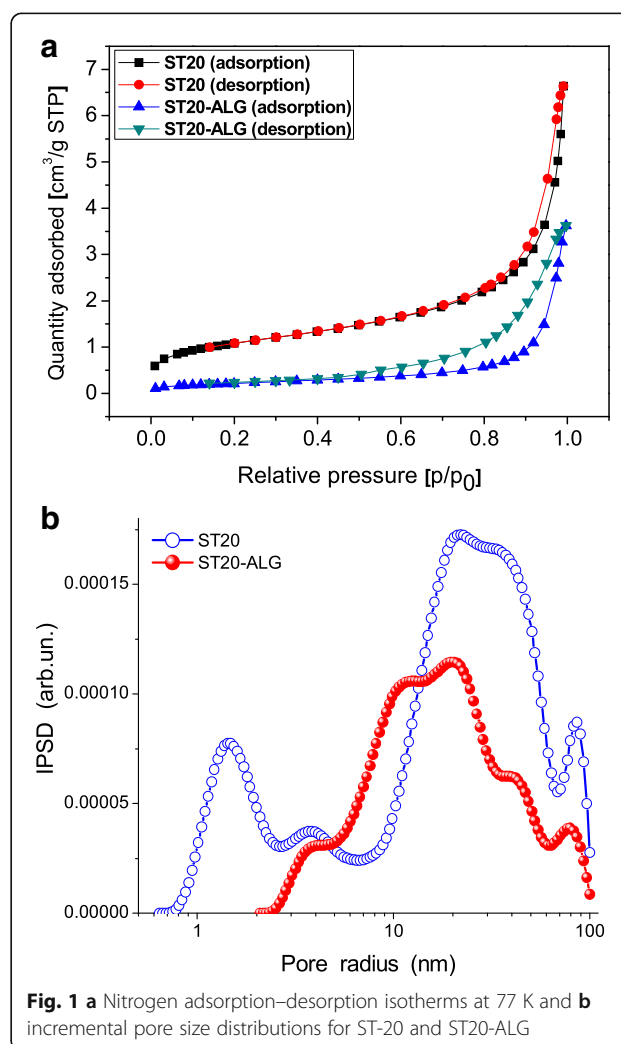 a
ST20 (adsorption)
ST20 (desorption)
ST20-ALG (adsorption)
ST20-ALG (desorption)
Quantity adsorbed [cm³/g STP]
7
6
5
4
3
2
1
0
0.0 0.2 0.4 0.6 0.8 1.0
Relative pressure [p/p₀]
b
ST20
ST20-ALG
IPSD (arb.un.)
0.00015
0.00010
0.00005
0.00000
1 10 100
Pore radius (nm)
Fig. 1 a Nitrogen adsorption–desorption isotherms at 77 K and b
incremental pore size distributions for ST-20 and ST20-ALG